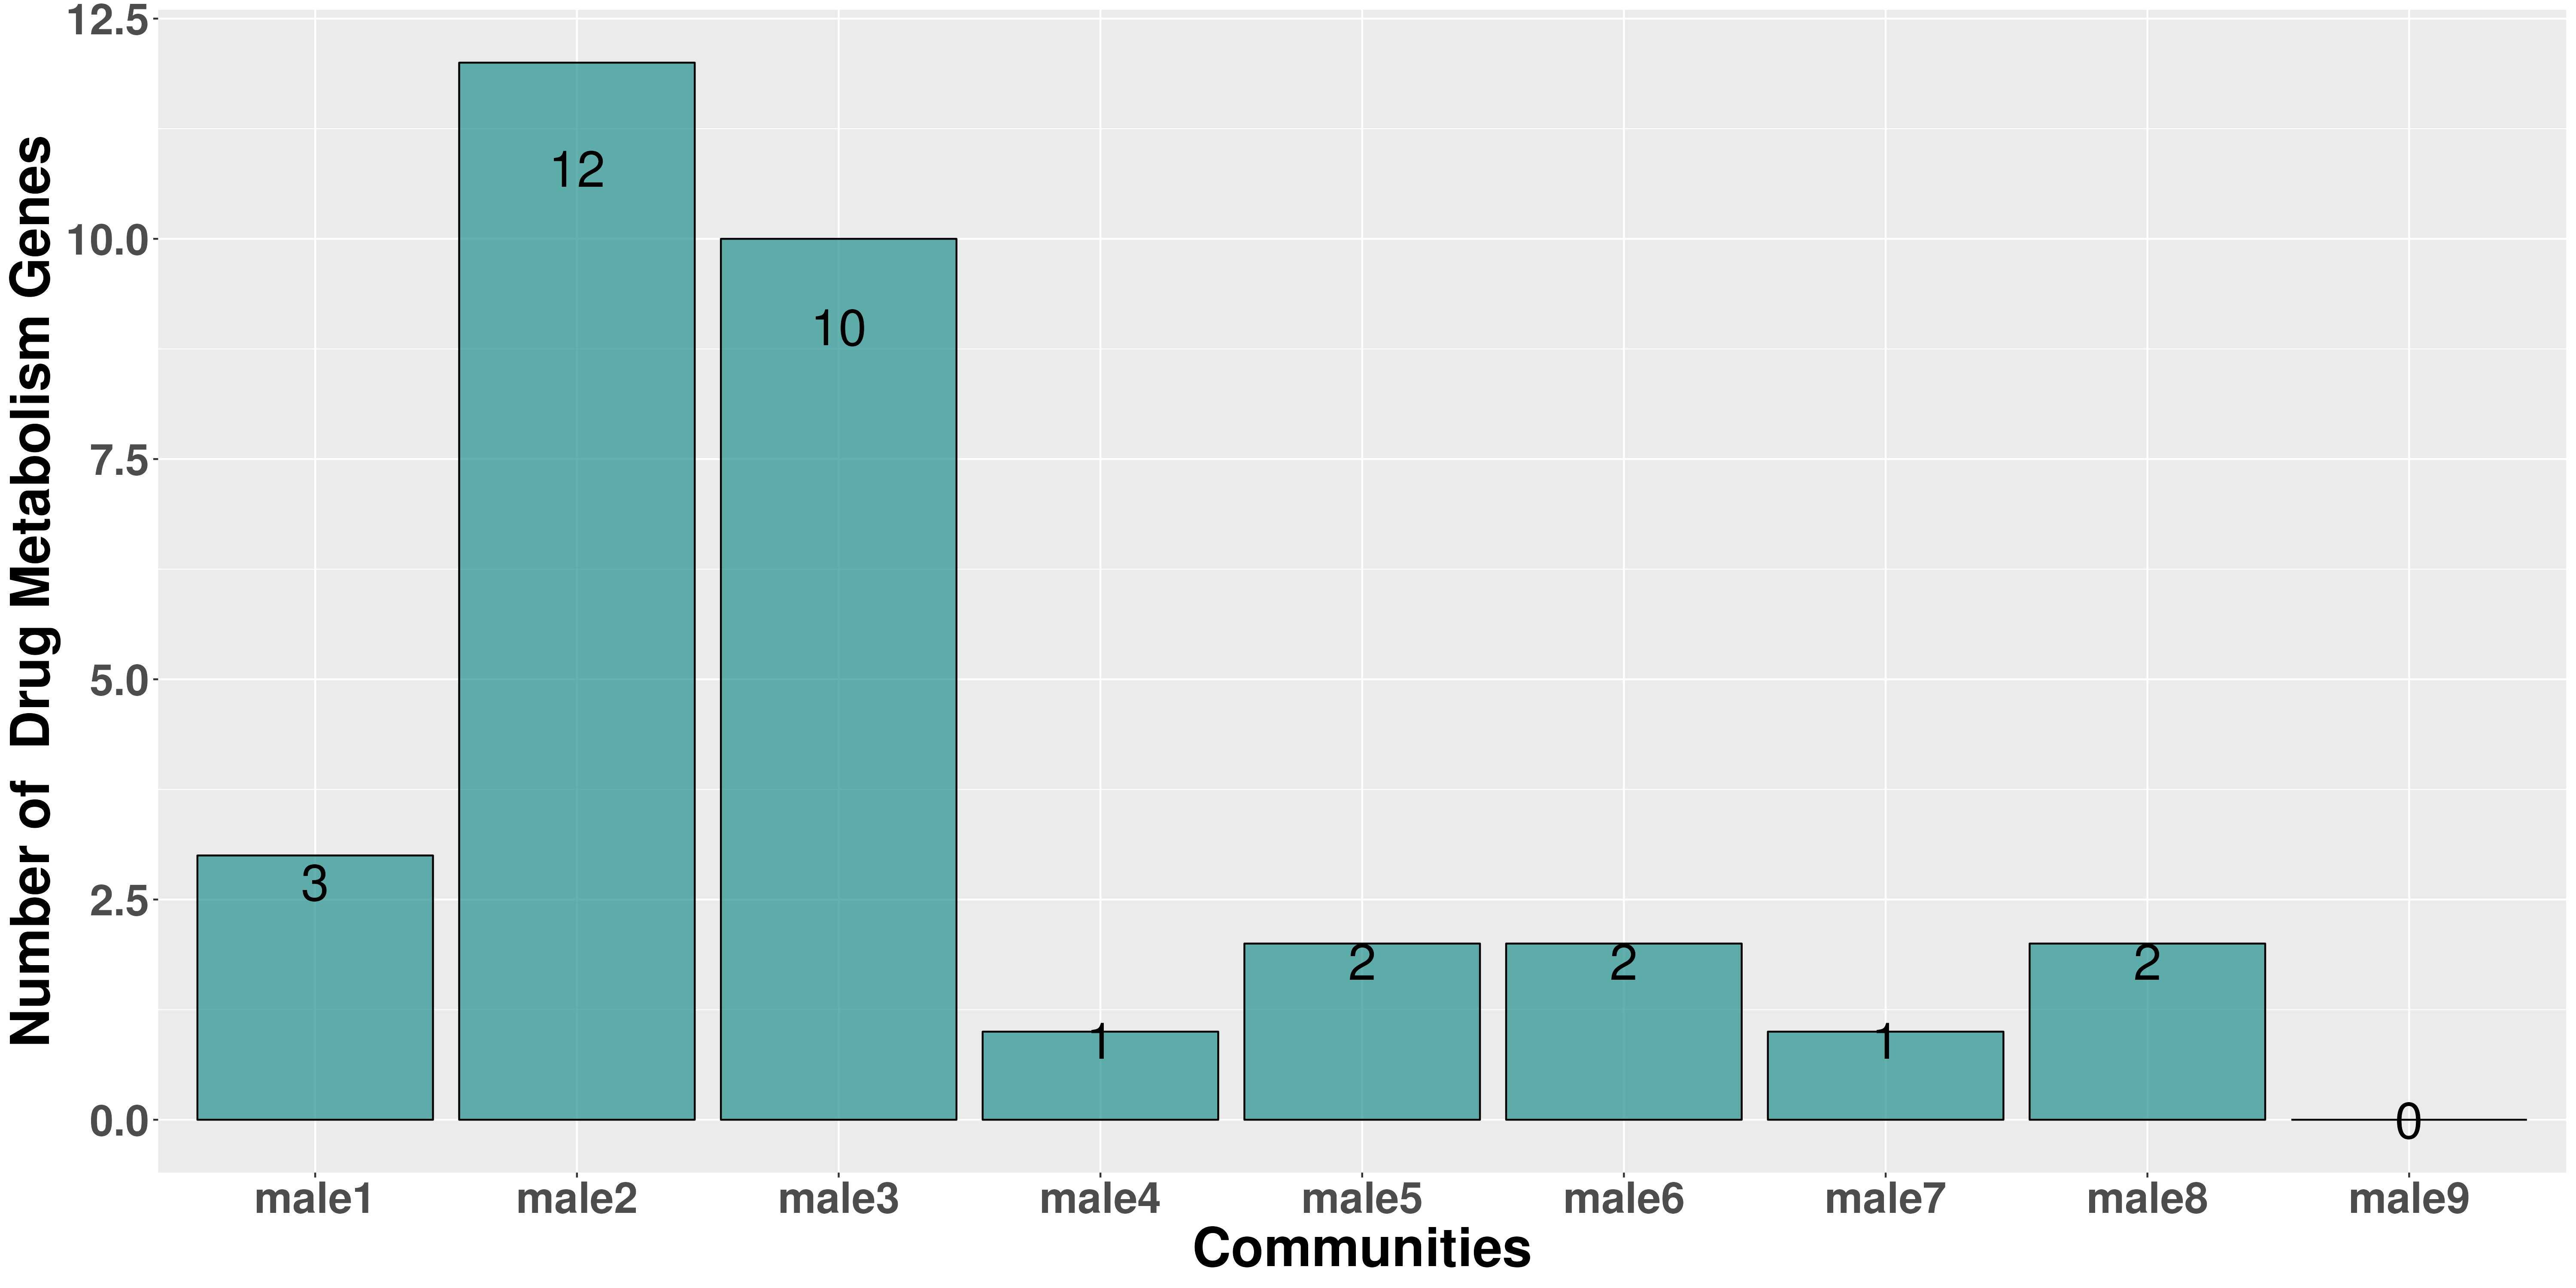 Number of  Drug Metabolism Genes
12.5
10.0
7.5
5.0
2.5
0.0
3
12
10
1
2
2
1
2
0
male1
male2
male3
male4
male5
male6
male7
male8
male9
Communities